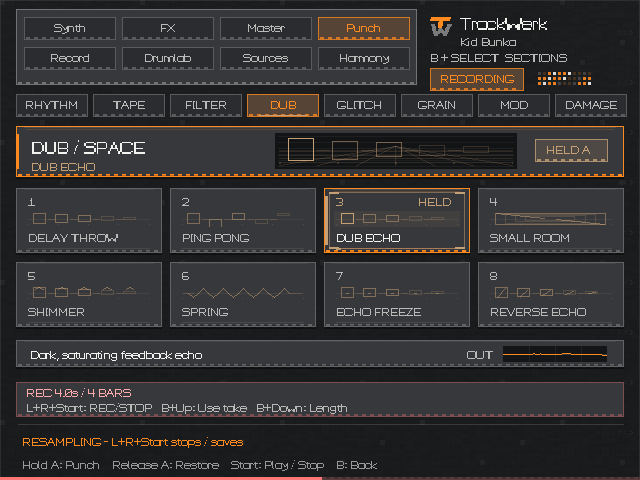 Synth FX Master Punch
Record Drumlab Sources Harmony
TrackWerk
Kid Bunka
B+SELECT SECTIONS
RECORDING
RHYTHM TAPE FILTER DUB GLITCH GRAIN MOD DAMAGE
DUB / SPACE
DUB ECHO
HELD A
1
DELAY THROW
2
PING PONG
3 HELD
DUB ECHO
4
SMALL ROOM
5
SHIMMER
6
SPRING
7
ECHO FREEZE
8
REVERSE ECHO
Dark, saturating feedback echo OUT
REC 4.0s / 4 BARS
L+R+Start: REC/STOP B+Up: Use take B+Down: Length
RESAMPLING - L+R+Start stops / saves
Hold A: Punch Release A: Restore Start: Play / Stop B: Back